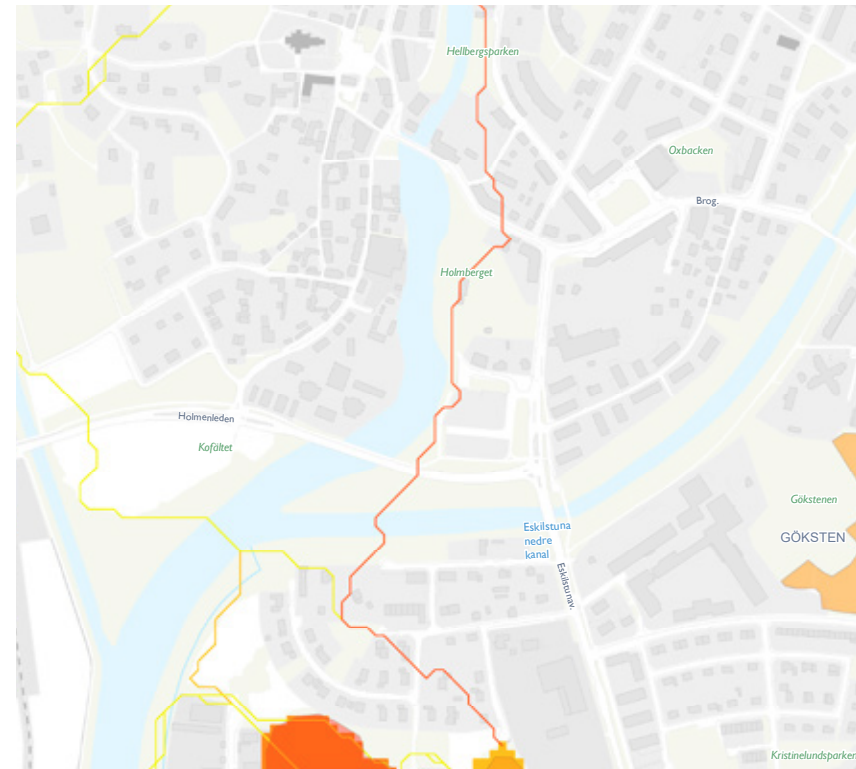 Hellbergsparken
Oxbacken
Brog.
Holmberget
Holmenleden
Kofältet
Gökstenen
GÖKSTEN
Eskilstuna
nedre
kanal
Eskilstunav.
Kristinelundsparken